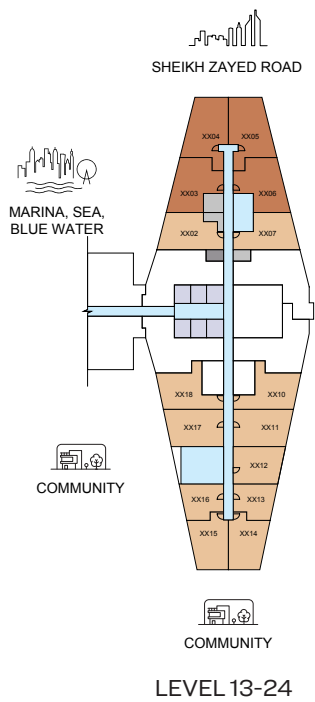 SHEIKH ZAYED ROAD
XX04 XX05
XX03 XX06
XX02 XX07
MARINA, SEA,
BLUE WATER
XX18 XX10
XX17 XX11
XX12
XX16 XX13
XX15 XX14
COMMUNITY
COMMUNITY
LEVEL 13-24